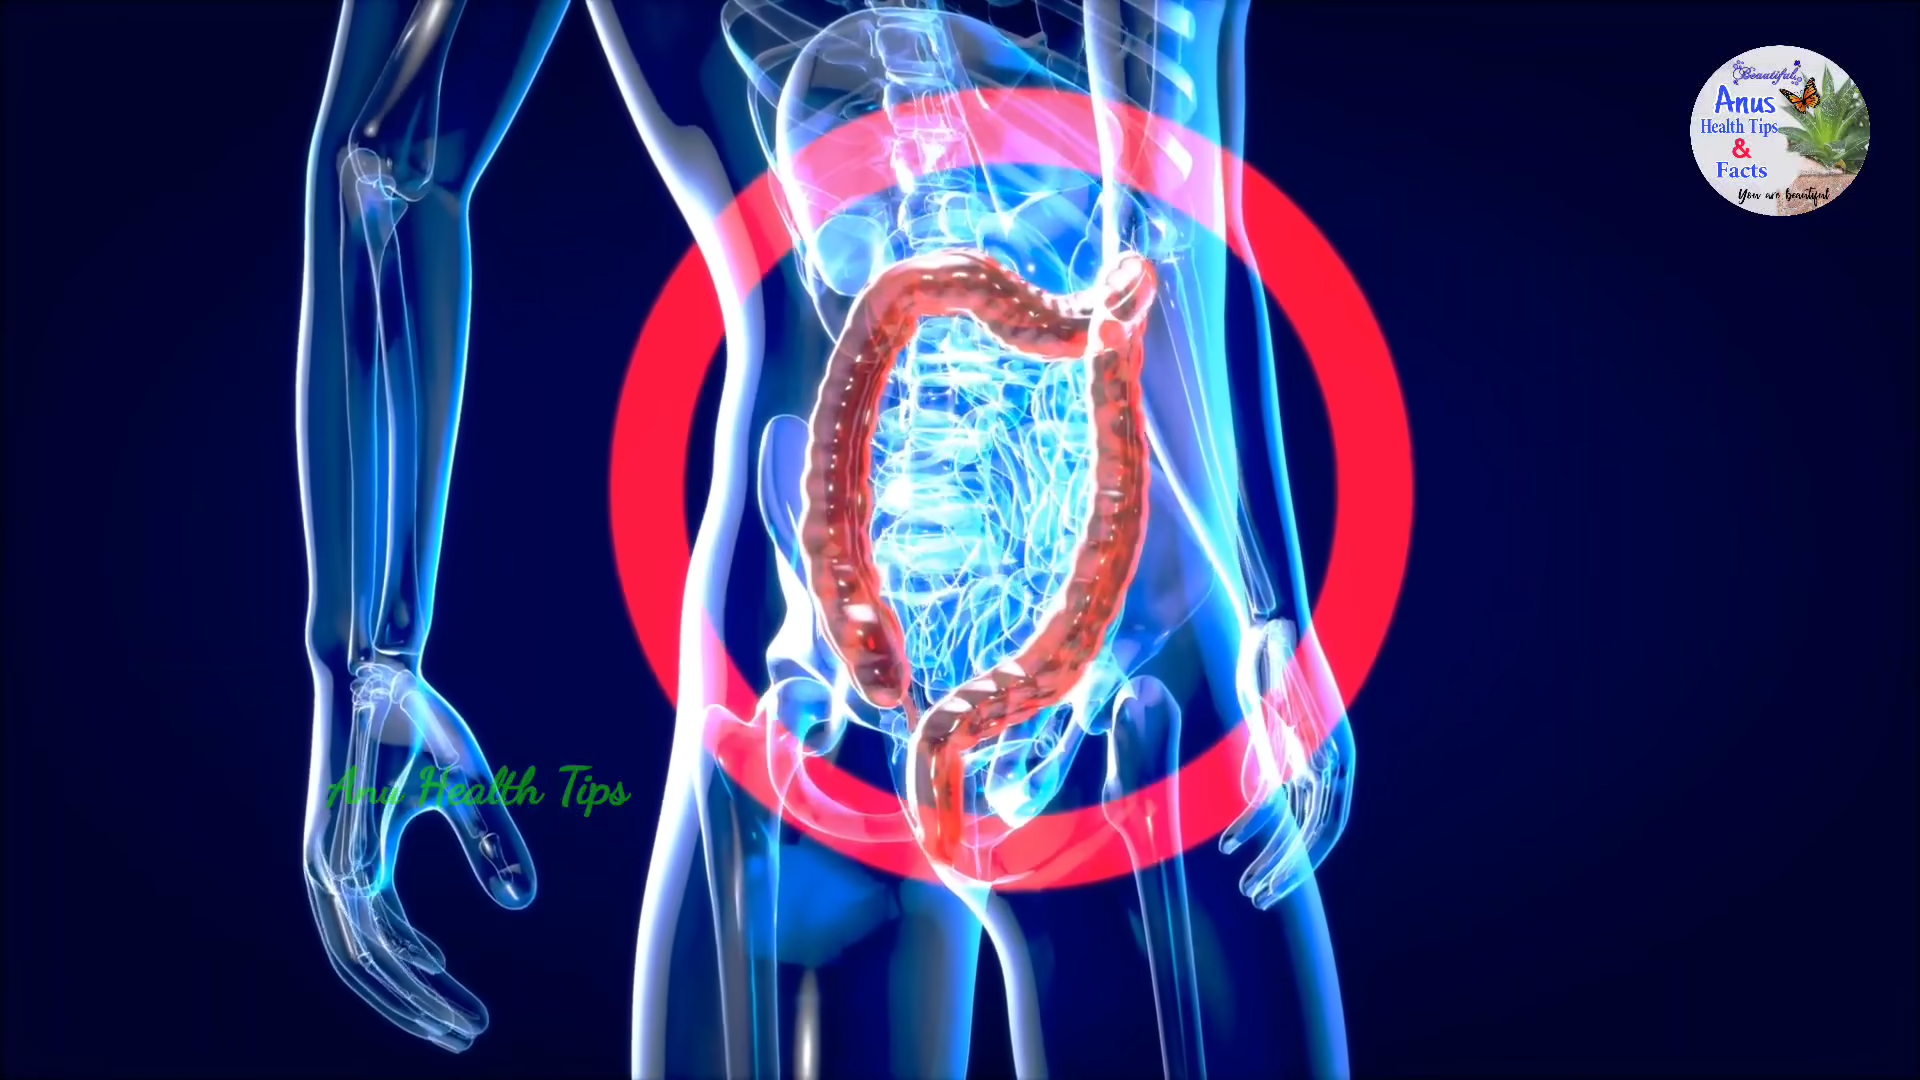 Beautiful
Anus
Health Tips
&
Facts
You are beautiful
Anu Health Tips